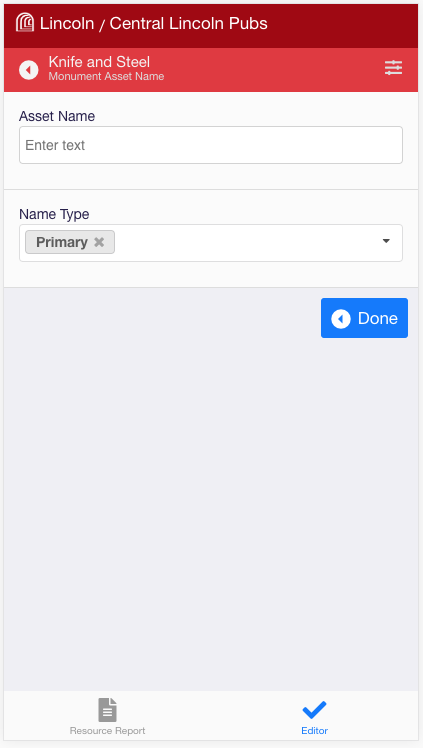 Lincoln / Central Lincoln Pubs
Knife and Steel
Monument Asset Name
Asset Name
Enter text
Name Type
Primary
Done
Resource Report
Editor